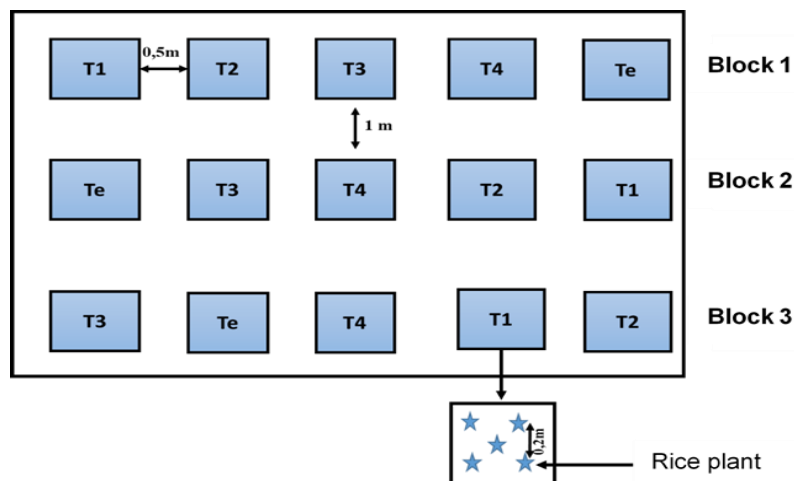 0,5m
T1 T2 T3 T4 Te Block 1
1 m
Te T3 T4 T2 T1 Block 2
T3 Te T4 T1 T2 Block 3
0,2m
Rice plant